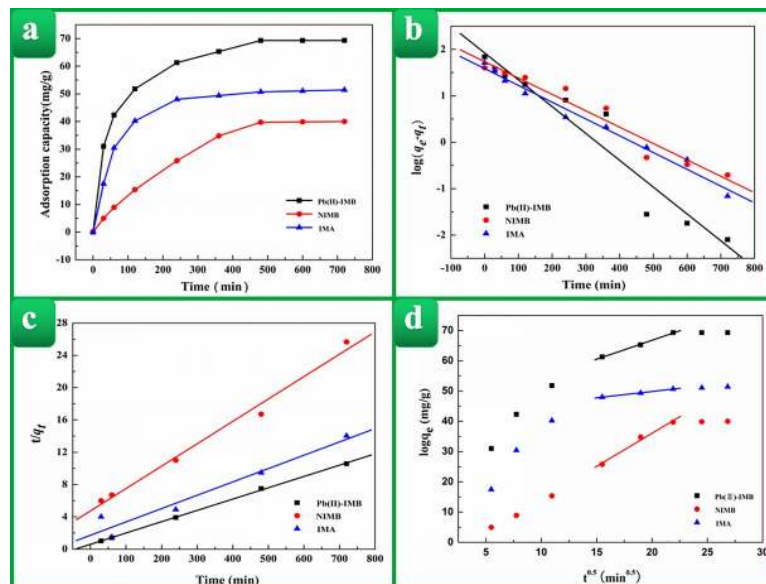 a
Adsorption capacity(mg/g)
80
70
60
50
40
30
20
10
0
-10
-100 0 100 200 300 400 500 600 700 800
Time (min)
Pb(II)-IMB
NIMB
IMA
b
log(qe-qt)
2
1
0
-1
-2
-100 0 100 200 300 400 500 600 700 800
Time (min)
Pb(II)-IMB
NIMB
IMA
c
t/qt
28
24
20
16
12
8
4
0
0 100 200 300 400 500 600 700 800
Time (min)
Pb(II)-IMB
NIMB
IMA
d
logqe (mg/g)
70
60
50
40
30
20
10
0
5 10 15 20 25 30
t0.5 (min0.5)
Pb(Ⅱ)-IMB
NIMB
IMA